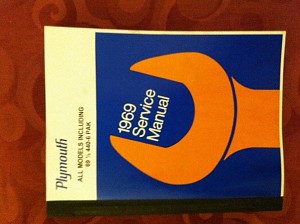 Plymouth
ALL MODELS INCLUDING
69 ½ 440-6 PAK
1969
Service
Manual